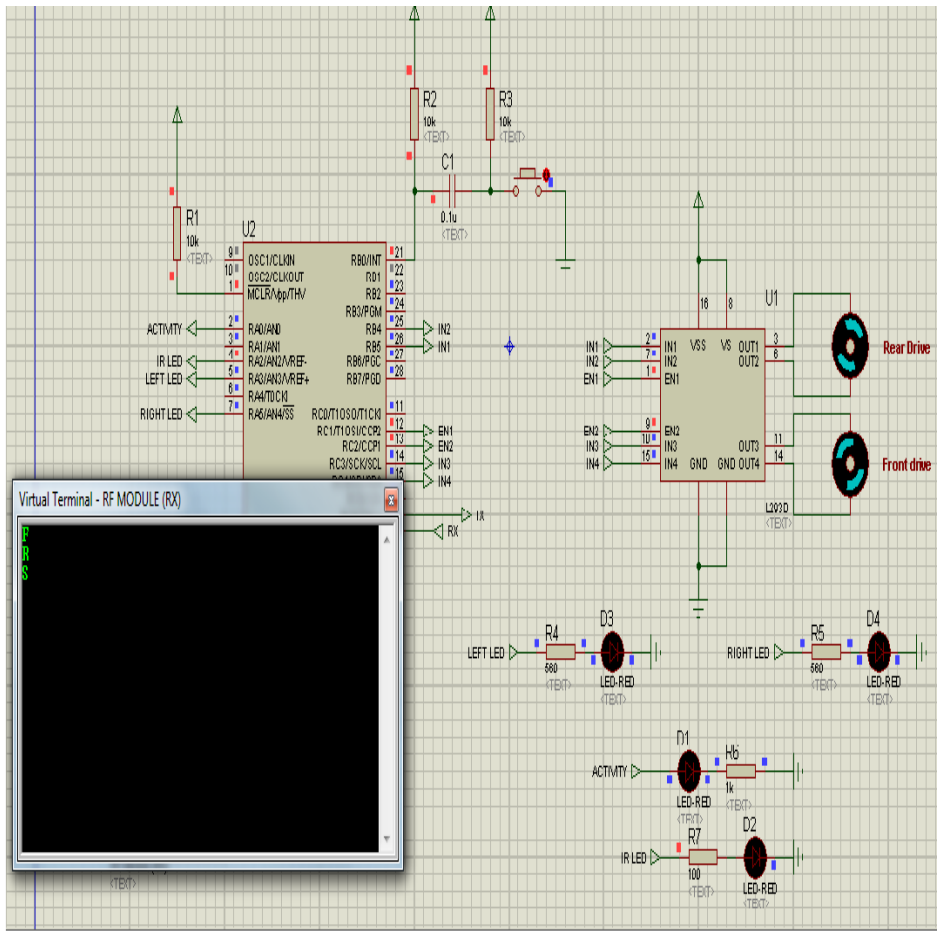 R2
10k
<TEXT>
R3
10k
<TEXT>
C1
0.1u
<TEXT>
R1
10k
<TEXT>
U2
9 OSC1/CLKIN RB0/INT 21
10 OSC2/CLKOUT RB1 22
1 MCLR/Vpp/THV RB2 23
RB3/PGM 24
ACTIVITY 2 RA0/AN0 RB4 25 IN2
3 RA1/AN1 RB5 26 IN1
IR LED 4 RA2/AN2/VREF- RB6/PGC 27
LEFT LED 5 RA3/AN3/VREF+ RB7/PGD 28
6 RA4/T0CKI
RIGHT LED 7 RA5/AN4/SS RC0/T1OSO/T1CKI 11
RC1/T1OSI/CCP2 12 EN1
RC2/CCP1 13 EN2
RC3/SCK/SCL 14 IN3
15 IN4
TX
RX
U1
16 8
IN1 2 IN1 VSS VS OUT1 3
IN2 7 IN2 OUT2 6
EN1 1 EN1
Rear Drive
EN2 9 EN2
IN3 10 IN3 OUT3 11
IN4 15 IN4 GND GND OUT4 14
Front drive
L293D
<TEXT>
Virtual Terminal - RF MODULE (RX)
F
R
S
<TEXT>
LEFT LED
R4
560
<TEXT>
D3
LED-RED
<TEXT>
RIGHT LED
R5
560
<TEXT>
D4
LED-RED
<TEXT>
ACTIVITY
D1
LED-RED
<TEXT>
R6
1k
<TEXT>
IR LED
R7
100
<TEXT>
D2
LED-RED
<TEXT>